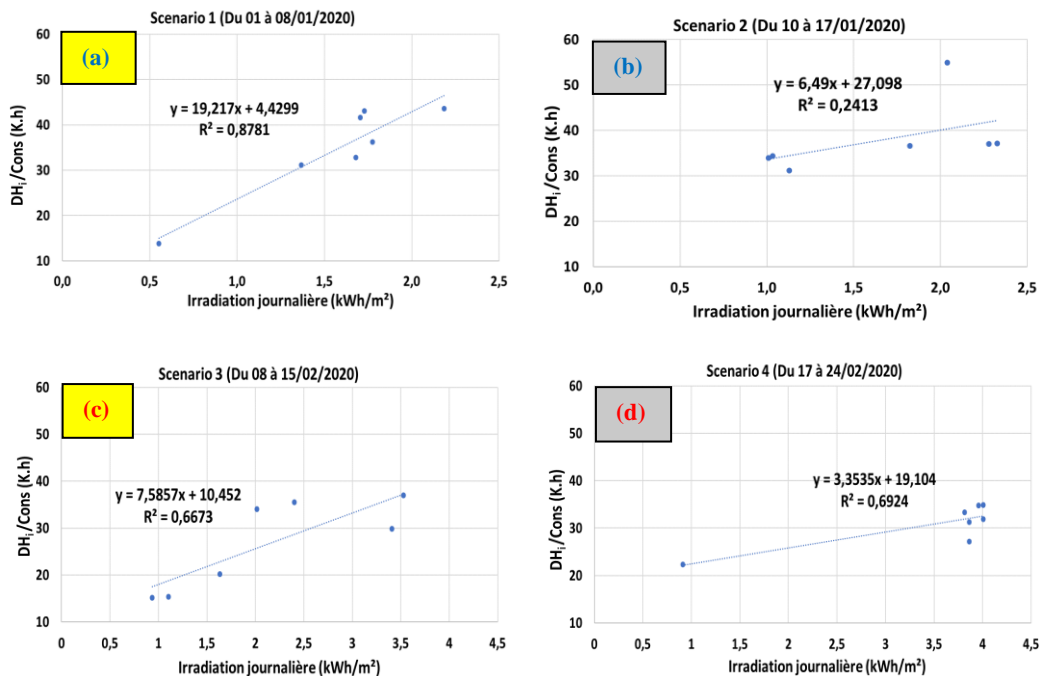 Scenario 1 (Du 01 à 08/01/2020)
(a)
60
50
40
30
20
10
y = 19,217x + 4,4299
R² = 0,8781
DHᵢ/Cons (K.h)
0,0 0,5 1,0 1,5 2,0 2,5
Irradiation journalière (kWh/m²)
Scenario 2 (Du 10 à 17/01/2020)
(b)
60
50
40
30
20
10
y = 6,49x + 27,098
R² = 0,2413
DHᵢ/Cons (K.h)
0,0 0,5 1,0 1,5 2,0 2,5
Irradiation journalière (kWh/m²)
Scenario 3 (Du 08 à 15/02/2020)
(c)
60
50
40
30
20
10
y = 7,5857x + 10,452
R² = 0,6673
DHᵢ/Cons (K.h)
0 0,5 1 1,5 2 2,5 3 3,5 4 4,5
Irradiation journalière (kWh/m²)
Scenario 4 (Du 17 à 24/02/2020)
(d)
60
50
40
30
20
10
y = 3,3535x + 19,104
R² = 0,6924
DHᵢ/Cons (K.h)
0 0,5 1 1,5 2 2,5 3 3,5 4 4,5
Irradiation journalière (kWh/m²)